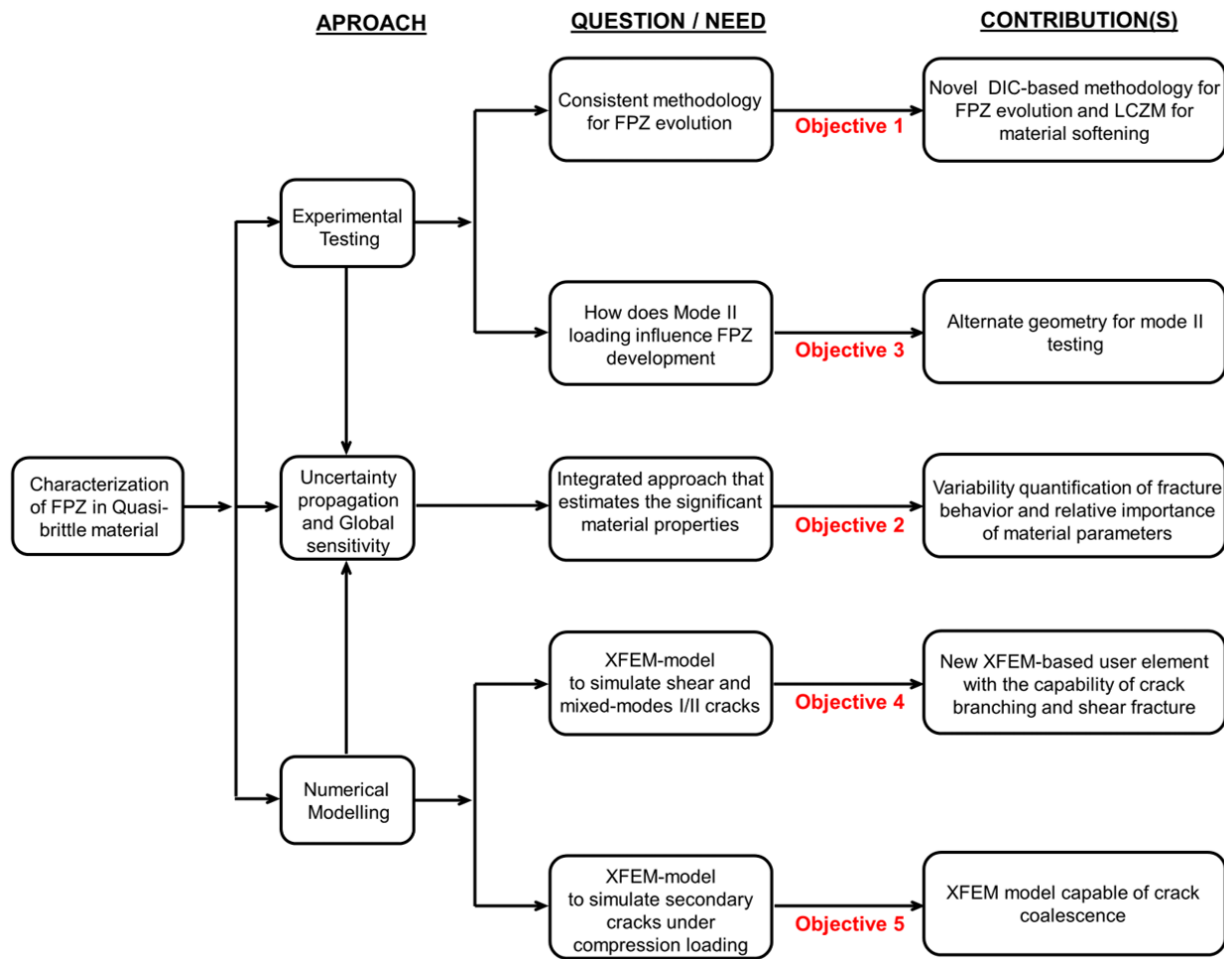 APROACH
QUESTION / NEED
CONTRIBUTION(S)
Consistent methodology
for FPZ evolution
Objective 1
Novel DIC-based methodology for
FPZ evolution and LCZM for
material softening
Experimental
Testing
How does Mode II
loading influence FPZ
development
Objective 3
Alternate geometry for mode II
testing
Characterization
of FPZ in Quasi-
brittle material
Uncertainty
propagation
and Global
sensitivity
Integrated approach that
estimates the significant
material properties
Objective 2
Variability quantification of fracture
behavior and relative importance
of material parameters
XFEM-model
to simulate shear and
mixed-modes I/II cracks
Objective 4
New XFEM-based user element
with the capability of crack
branching and shear fracture
Numerical
Modelling
XFEM-model
to simulate secondary
cracks under
compression loading
Objective 5
XFEM model capable of crack
coalescence